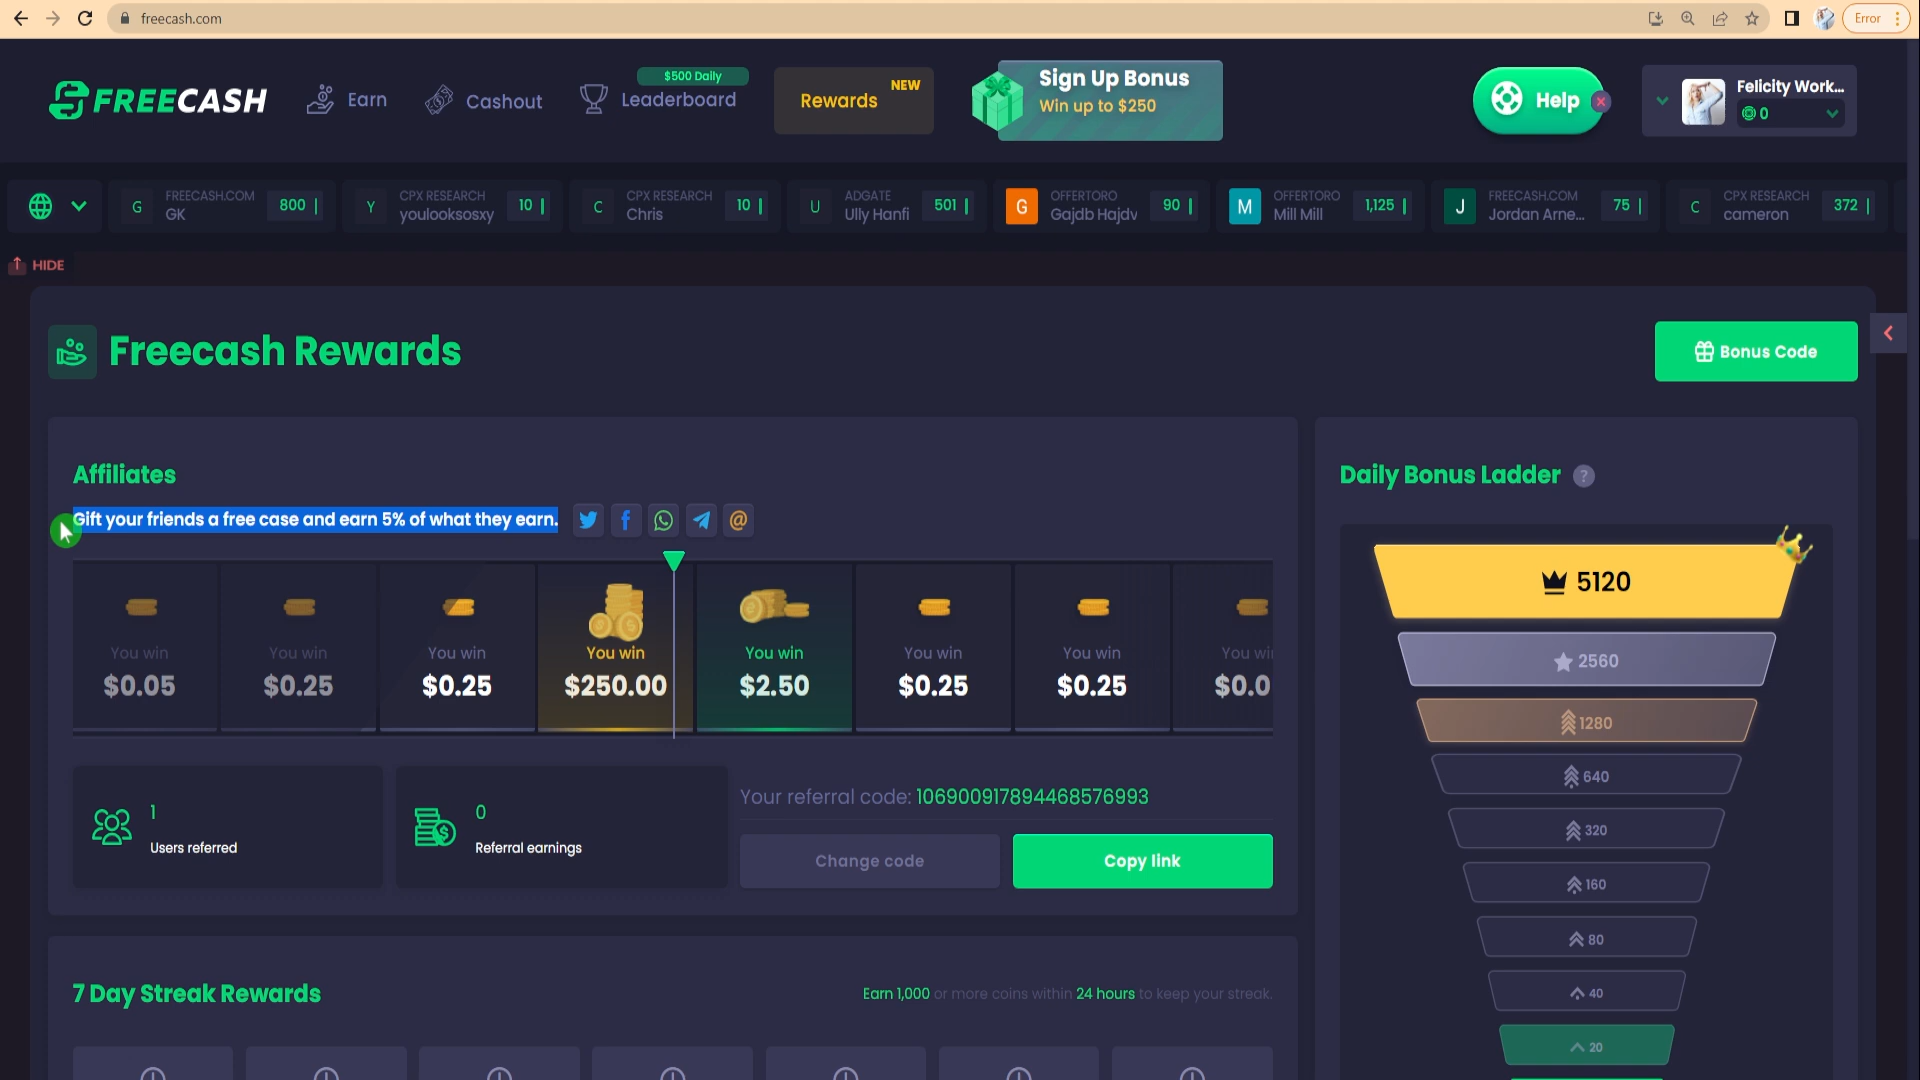 freecash.com
Error
FREECASH
Earn
Cashout
$500 Daily
Leaderboard
Rewards
NEW
Sign Up Bonus
Win up to $250
Help
Felicity Work...
0
G
FREECASH.COM
GK
800
Y
CPX RESEARCH
youlooksosxy
10
C
CPX RESEARCH
Chris
10
U
ADGATE
Ully Hanfi
501
G
OFFERTORO
Gajdb Hajdv
90
M
OFFERTORO
Mill Mill
1,125
J
FREECASH.COM
Jordan Arne...
75
C
CPX RESEARCH
cameron
372
HIDE
Freecash Rewards
Bonus Code
Affiliates
Gift your friends a free case and earn 5% of what they earn.
You win
$0.05
You win
$0.25
You win
$0.25
You win
$250.00
You win
$2.50
You win
$0.25
You win
$0.25
You wi
$0.0
1
Users referred
0
Referral earnings
Your referral code: 106900917894468576993
Change code
Copy link
Daily Bonus Ladder ?
5120
2560
1280
640
320
160
80
40
20
7 Day Streak Rewards
Earn 1,000 or more coins within 24 hours to keep your streak.